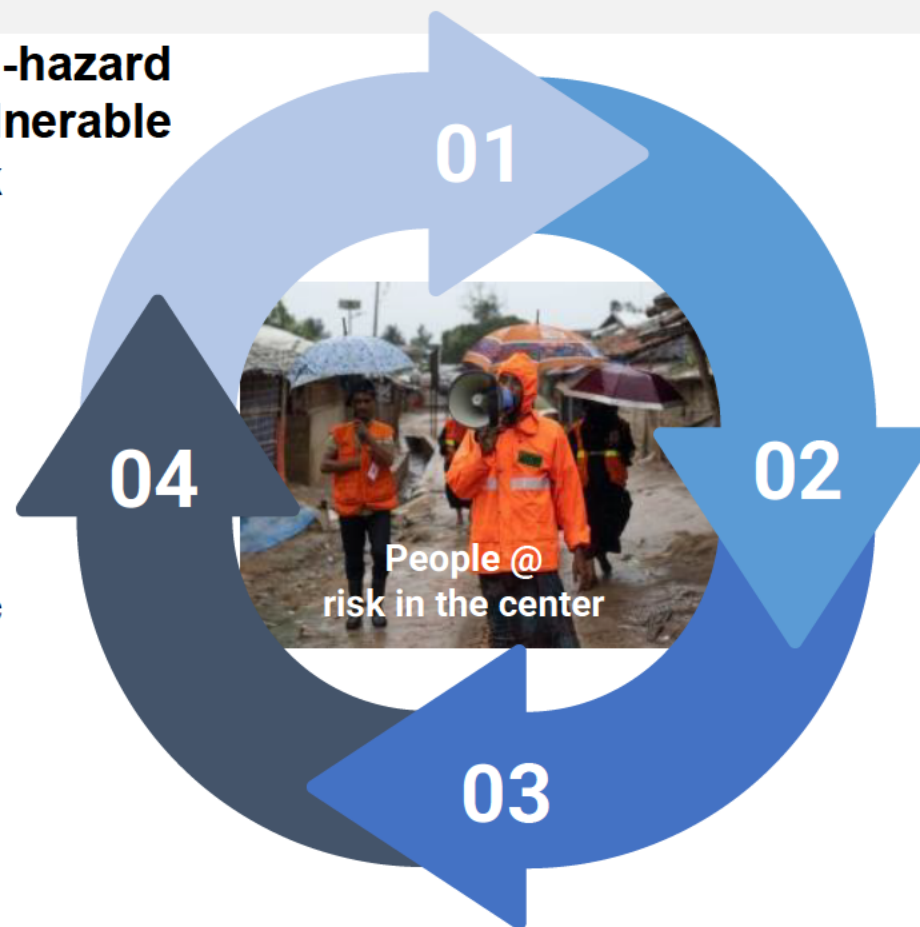 -hazard
lnerable
01
02
04
People @
risk in the center
03